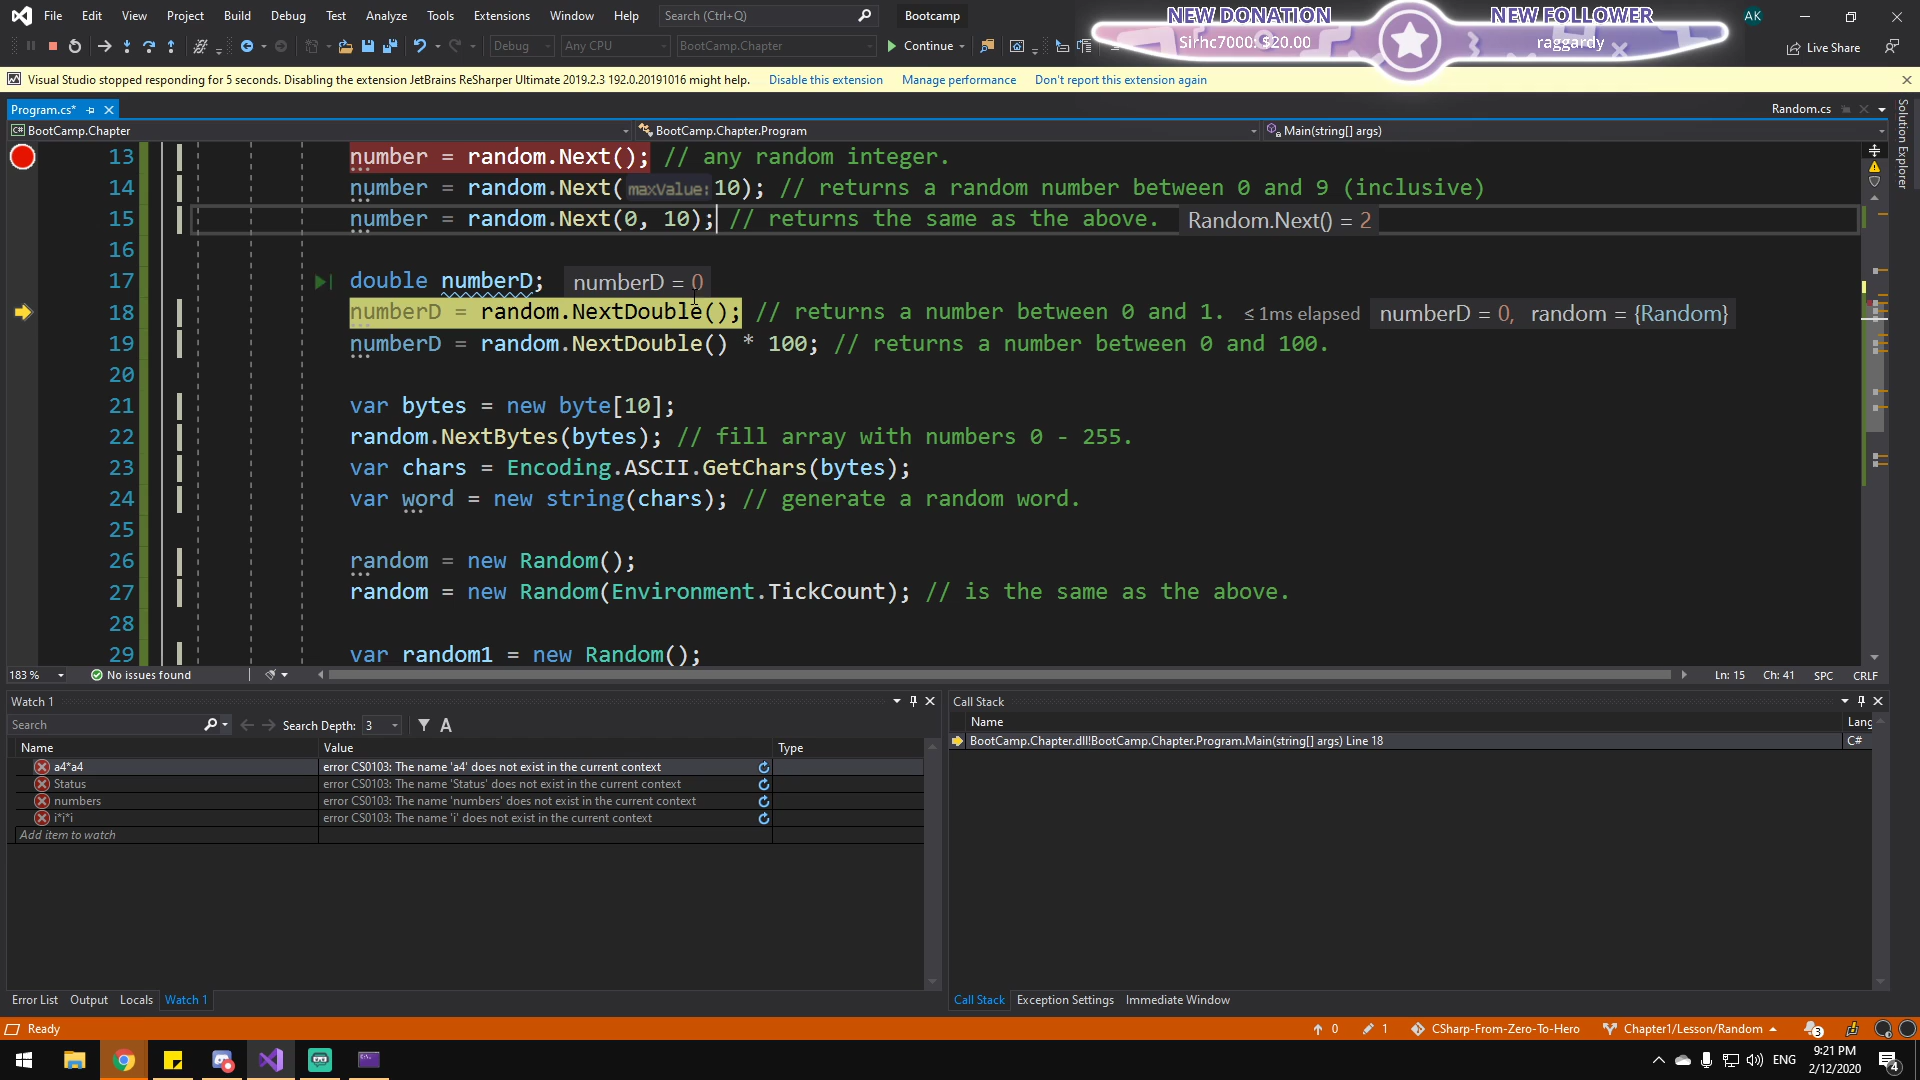 File Edit View Project Build Debug Test Analyze Tools Extensions Window Help Search (Ctrl+Q) Bootcamp
NEW DONATION
Sirhc7000: $20.00
NEW FOLLOWER
raggardy
AK
Debug Any CPU BootCamp.Chapter Continue Live Share
Visual Studio stopped responding for 5 seconds. Disabling the extension JetBrains ReSharper Ultimate 2019.2.3 192.0.20191016 might help. Disable this extension Manage performance Don't report this extension again
Program.cs* Random.cs
BootCamp.Chapter BootCamp.Chapter.Program Main(string[] args)
Solution Explorer
13 number = random.Next(); // any random integer.
14 number = random.Next( maxValue: 10); // returns a random number between 0 and 9 (inclusive)
15 number = random.Next(0, 10); // returns the same as the above. Random.Next() = 2
16
17 double numberD; numberD = 0
18 numberD = random.NextDouble(); // returns a number between 0 and 1. ≤ 1ms elapsed numberD = 0, random = {Random}
19 numberD = random.NextDouble() * 100; // returns a number between 0 and 100.
20
21 var bytes = new byte[10];
22 random.NextBytes(bytes); // fill array with numbers 0 - 255.
23 var chars = Encoding.ASCII.GetChars(bytes);
24 var word = new string(chars); // generate a random word.
25
26 random = new Random();
27 random = new Random(Environment.TickCount); // is the same as the above.
28
29 var random1 = new Random();
183 % No issues found Ln: 15 Ch: 41 SPC CRLF
Watch 1
Search Search Depth: 3 A
Name Value Type
a4*a4 error CS0103: The name 'a4' does not exist in the current context
Status error CS0103: The name 'Status' does not exist in the current context
numbers error CS0103: The name 'numbers' does not exist in the current context
i*i*i error CS0103: The name 'i' does not exist in the current context
Add item to watch
Call Stack
Name Lang
BootCamp.Chapter.dll!BootCamp.Chapter.Program.Main(string[] args) Line 18 C#
Error List Output Locals Watch 1
Call Stack Exception Settings Immediate Window
Ready 0 1 CSharp-From-Zero-To-Hero Chapter1/Lesson/Random 3
ENG 9:21 PM
2/12/2020 4